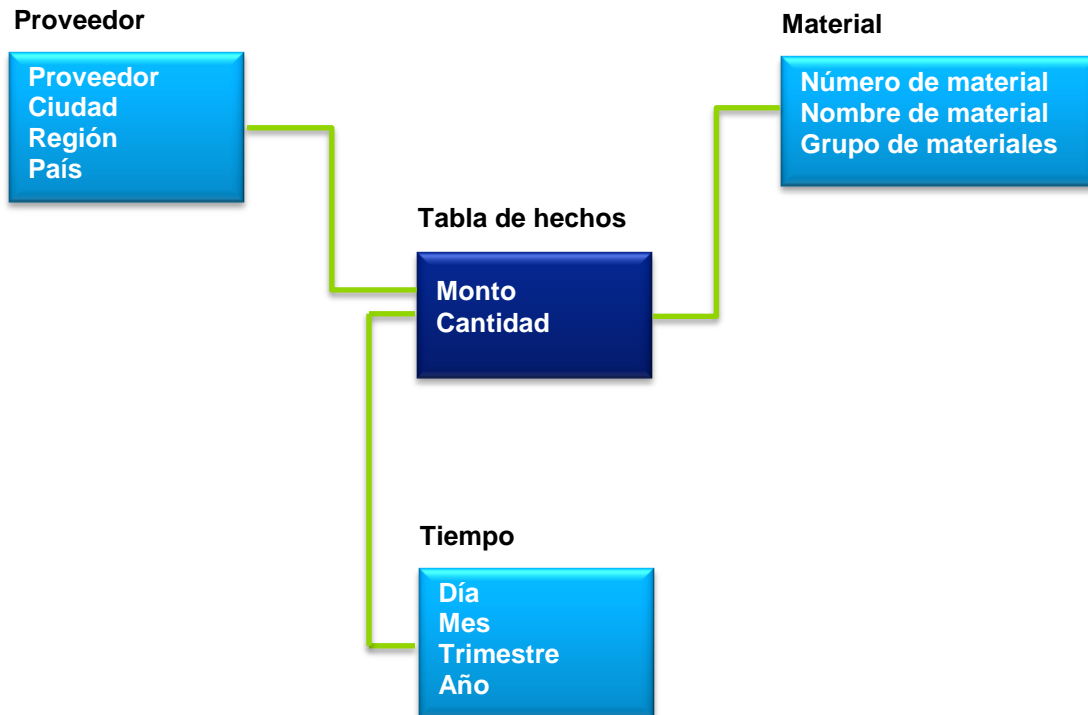 Proveedor
Proveedor
Ciudad
Región
País
Material
Número de material
Nombre de material
Grupo de materiales
Tabla de hechos
Monto
Cantidad
Tiempo
Día
Mes
Trimestre
Año